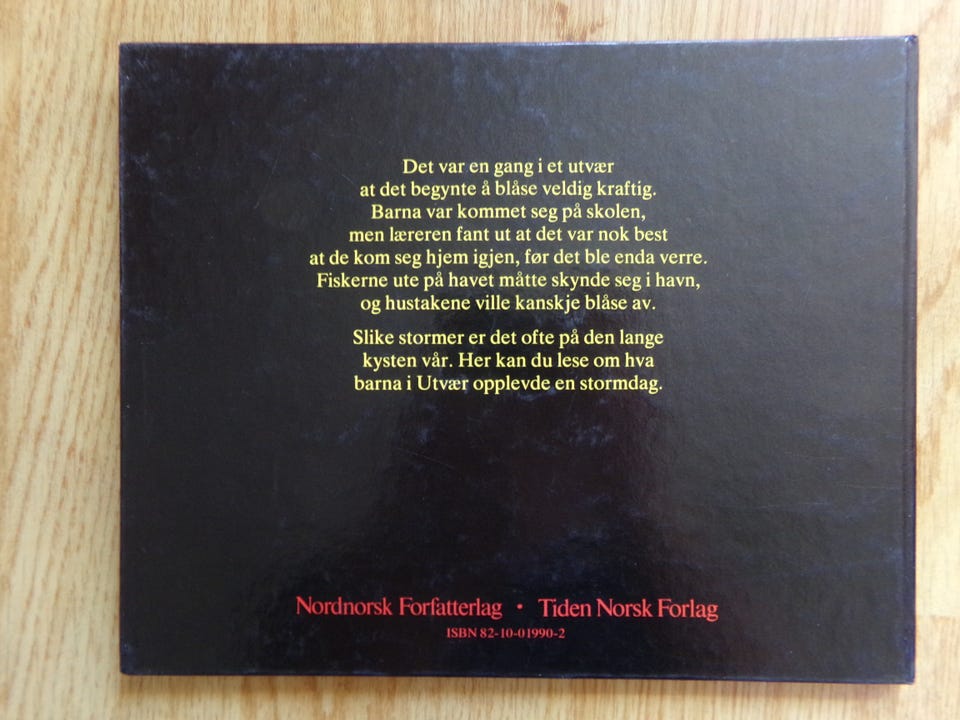 Det var en gang i et utvær
at det begynte å blåse veldig kraftig.
Barna var kommet seg på skolen,
men læreren fant ut at det var nok best
at de kom seg hjem igjen, før det ble enda verre.
Fiskerne ute på havet måtte skynde seg i havn,
og hustakene ville kanskje blåse av.
Slike stormer er det ofte på den lange
kysten vår. Her kan du lese om hva
barna i Utvær opplevde en stormdag.
Nordnorsk Forfatterlag • Tiden Norsk Forlag
ISBN 82-10-01990-2